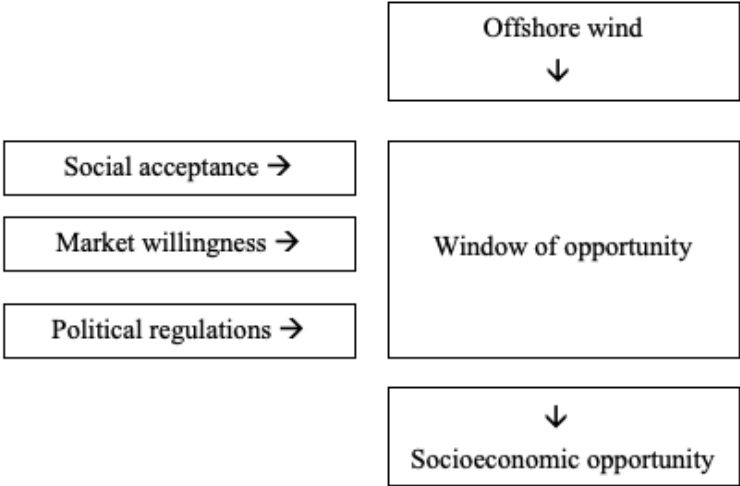 Offshore wind
↓
Social acceptance →
Market willingness →
Window of opportunity
Political regulations →
↓
Socioeconomic opportunity